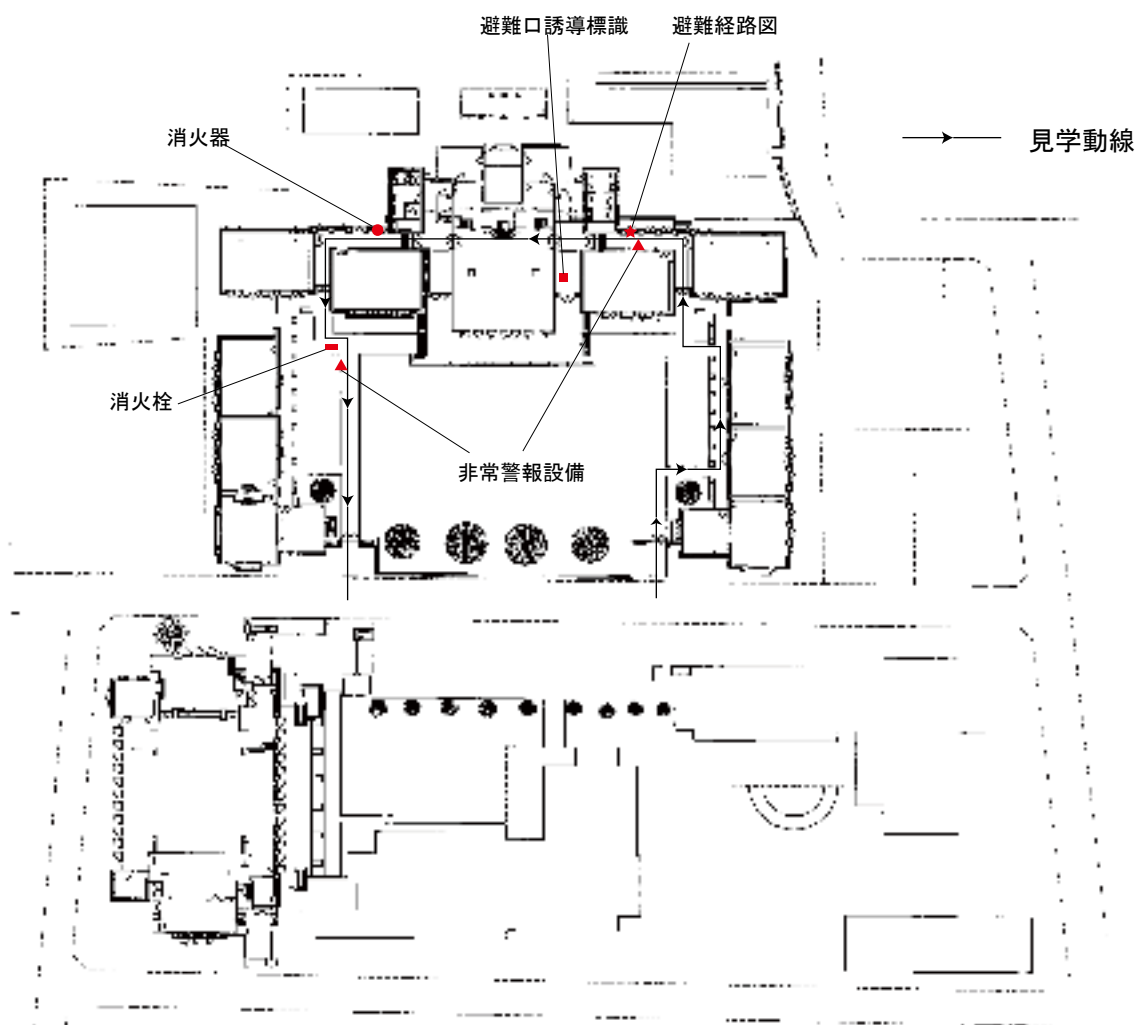 避難口誘導標識
避難経路図
消火器
見学動線
消火栓
非常警報設備